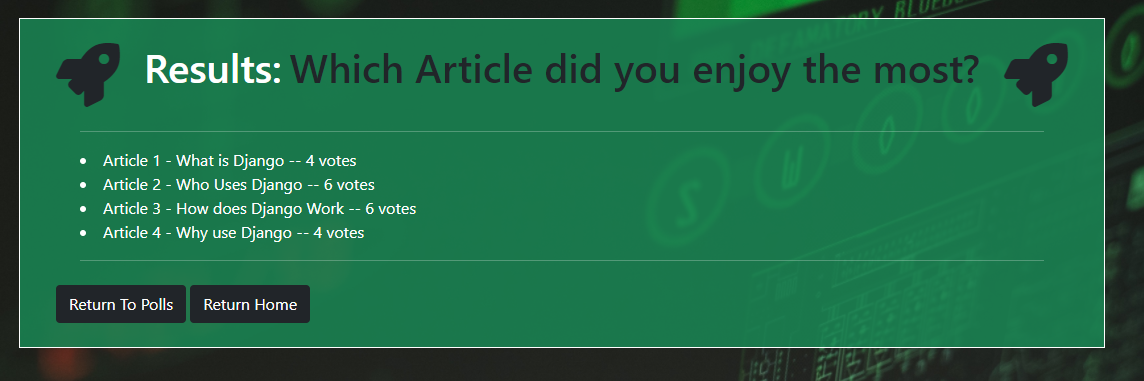 DEFAMATORY BLUEB
Results: Which Article did you enjoy the most?
S W O O
Article 1 - What is Django -- 4 votes
Article 2 - Who Uses Django -- 6 votes
Article 3 - How does Django Work -- 6 votes
Article 4 - Why use Django -- 4 votes
Return To Polls Return Home